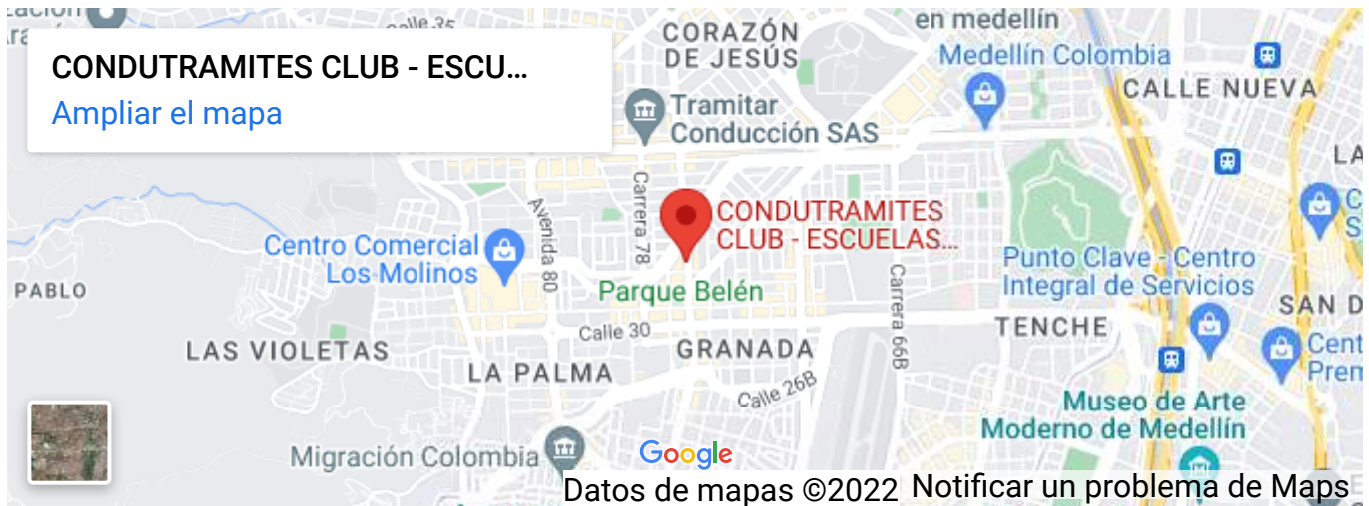 CONDUTRAMITES CLUB - ESCU...
Ampliar el mapa
CORAZÓN
DE JESÚS
en medellín
Medellín Colombia
CALLE NUEVA
Tramitar
Conducción SAS
Carrera 78
Avenida 80
CONDUTRAMITES
CLUB - ESCUELAS...
Centro Comercial
Los Molinos
Parque Belén
Punto Clave - Centro
Integral de Servicios
PABLO
Calle 30
Carrera 66B
TENCHE
SAN D
LAS VIOLETAS
GRANADA
LA PALMA
Calle 26B
Cent
Prem
Museo de Arte
Moderno de Medellín
Migración Colombia
Google
Datos de mapas ©2022
Notificar un problema de Maps